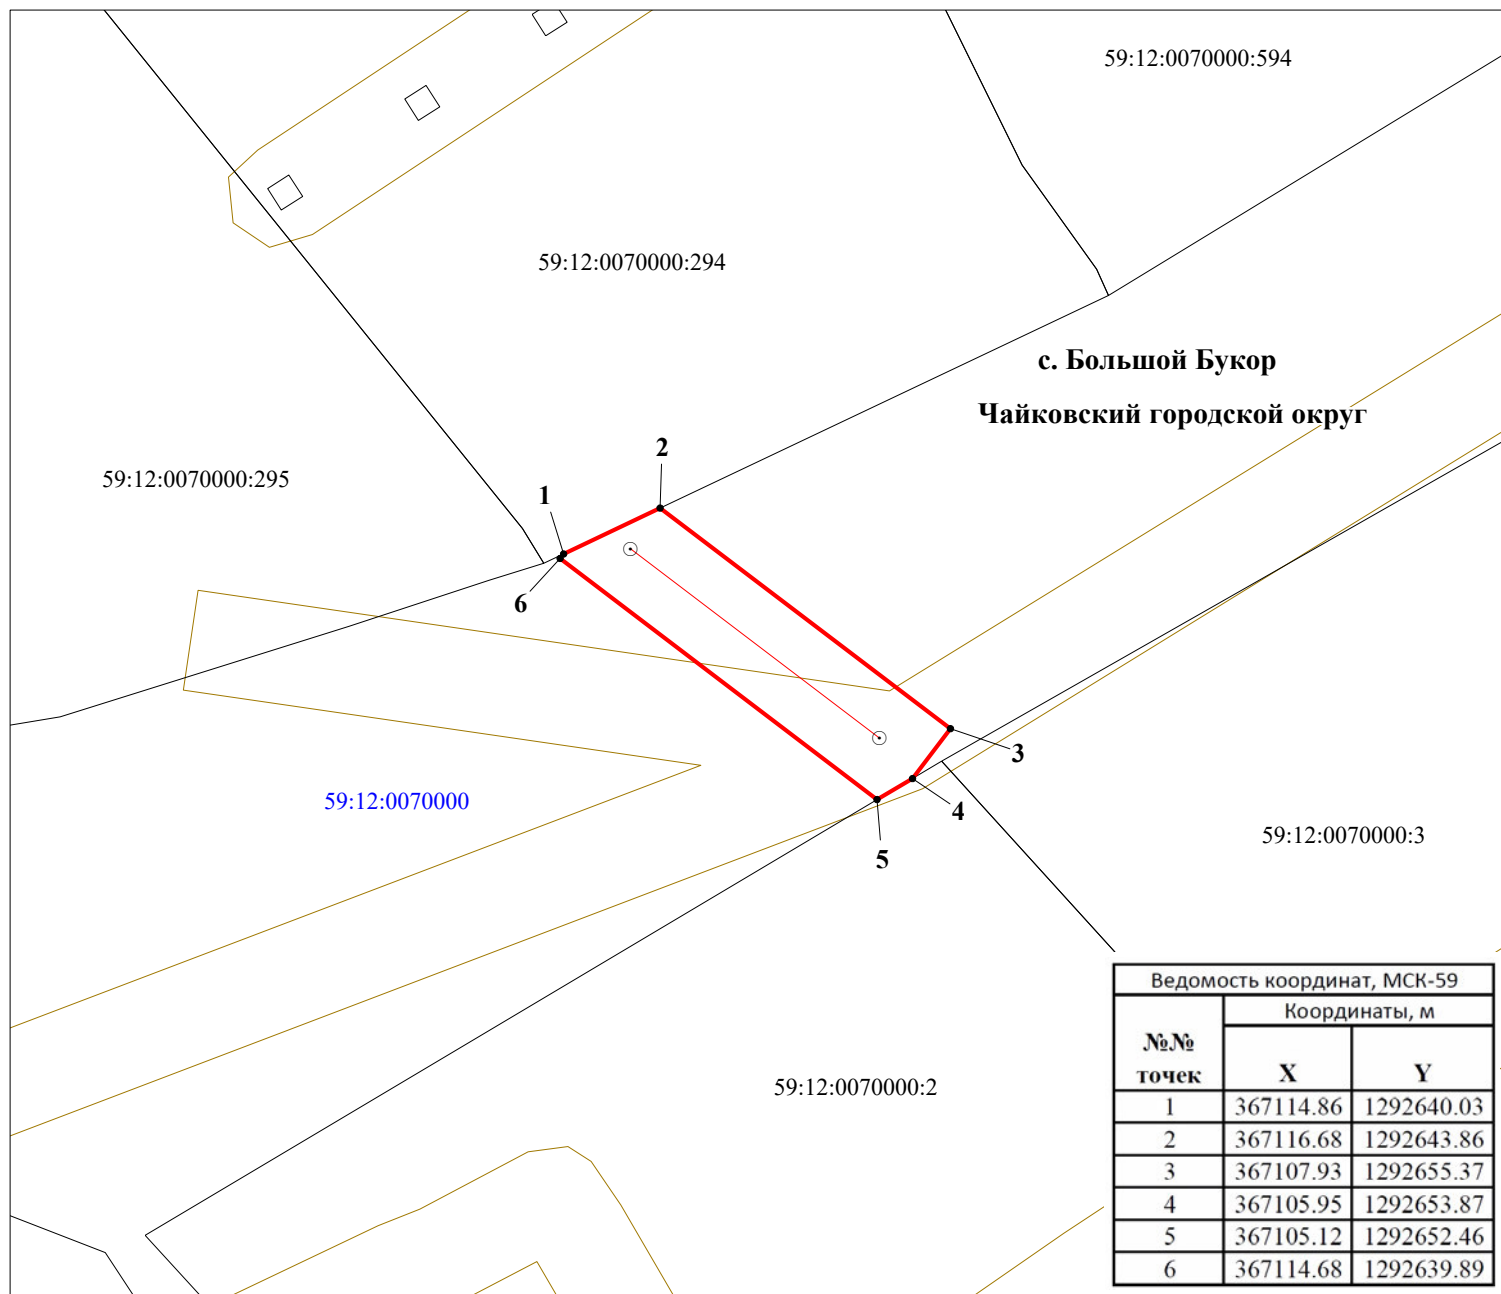 59:12:0070000:594
59:12:0070000:294
с. Большой Букор
Чайковский городской округ
2
59:12:0070000:295
1
6
3
59:12:0070000
4
59:12:0070000:3
5
59:12:0070000:2
Ведомость координат, МСК-59
№№ точек Координаты, м
X Y
1 367114.86 1292640.03
2 367116.68 1292643.86
3 367107.93 1292655.37
4 367105.95 1292653.87
5 367105.12 1292652.46
6 367114.68 1292639.89